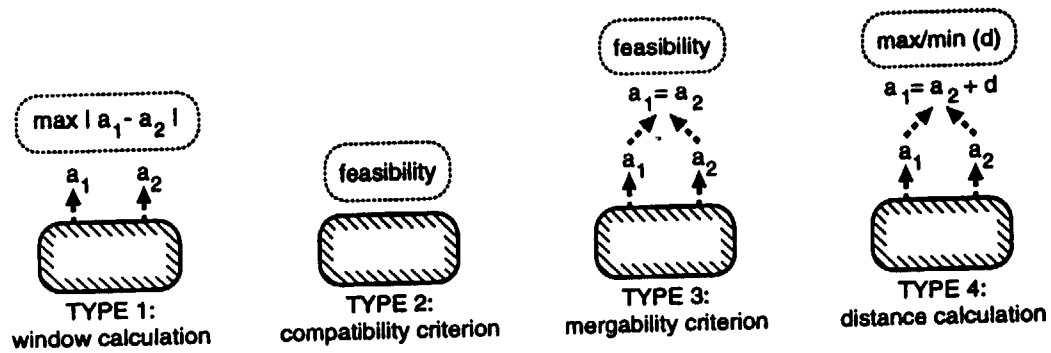 max | a1 - a2 |
a1 a2
TYPE 1:
window calculation
feasibility
TYPE 2:
compatibility criterion
feasibility
a1 = a2
a1 a2
TYPE 3:
mergability criterion
max/min (d)
a1 = a2 + d
a1 a2
TYPE 4:
distance calculation